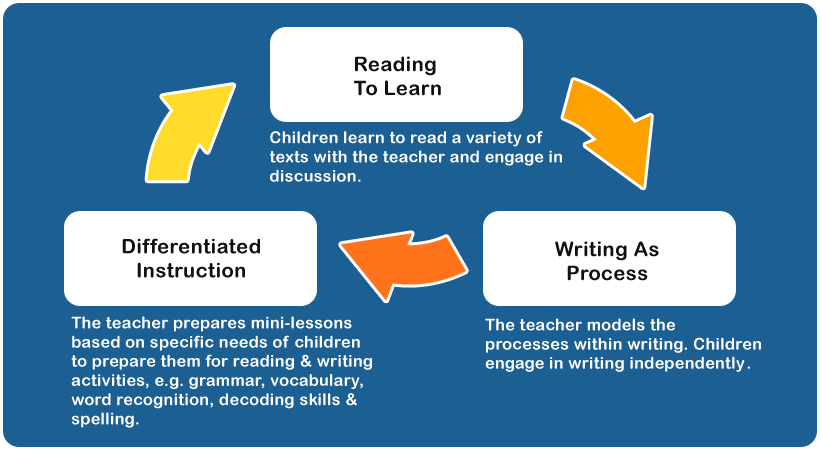 Reading
To Learn
Children learn to read a variety of
texts with the teacher and engage in
discussion.
Differentiated
Instruction
The teacher prepares mini-lessons
based on specific needs of children
to prepare them for reading & writing
activities, e.g. grammar, vocabulary,
word recognition, decoding skills &
spelling.
Writing As
Process
The teacher models the
processes within writing. Children
engage in writing independently.